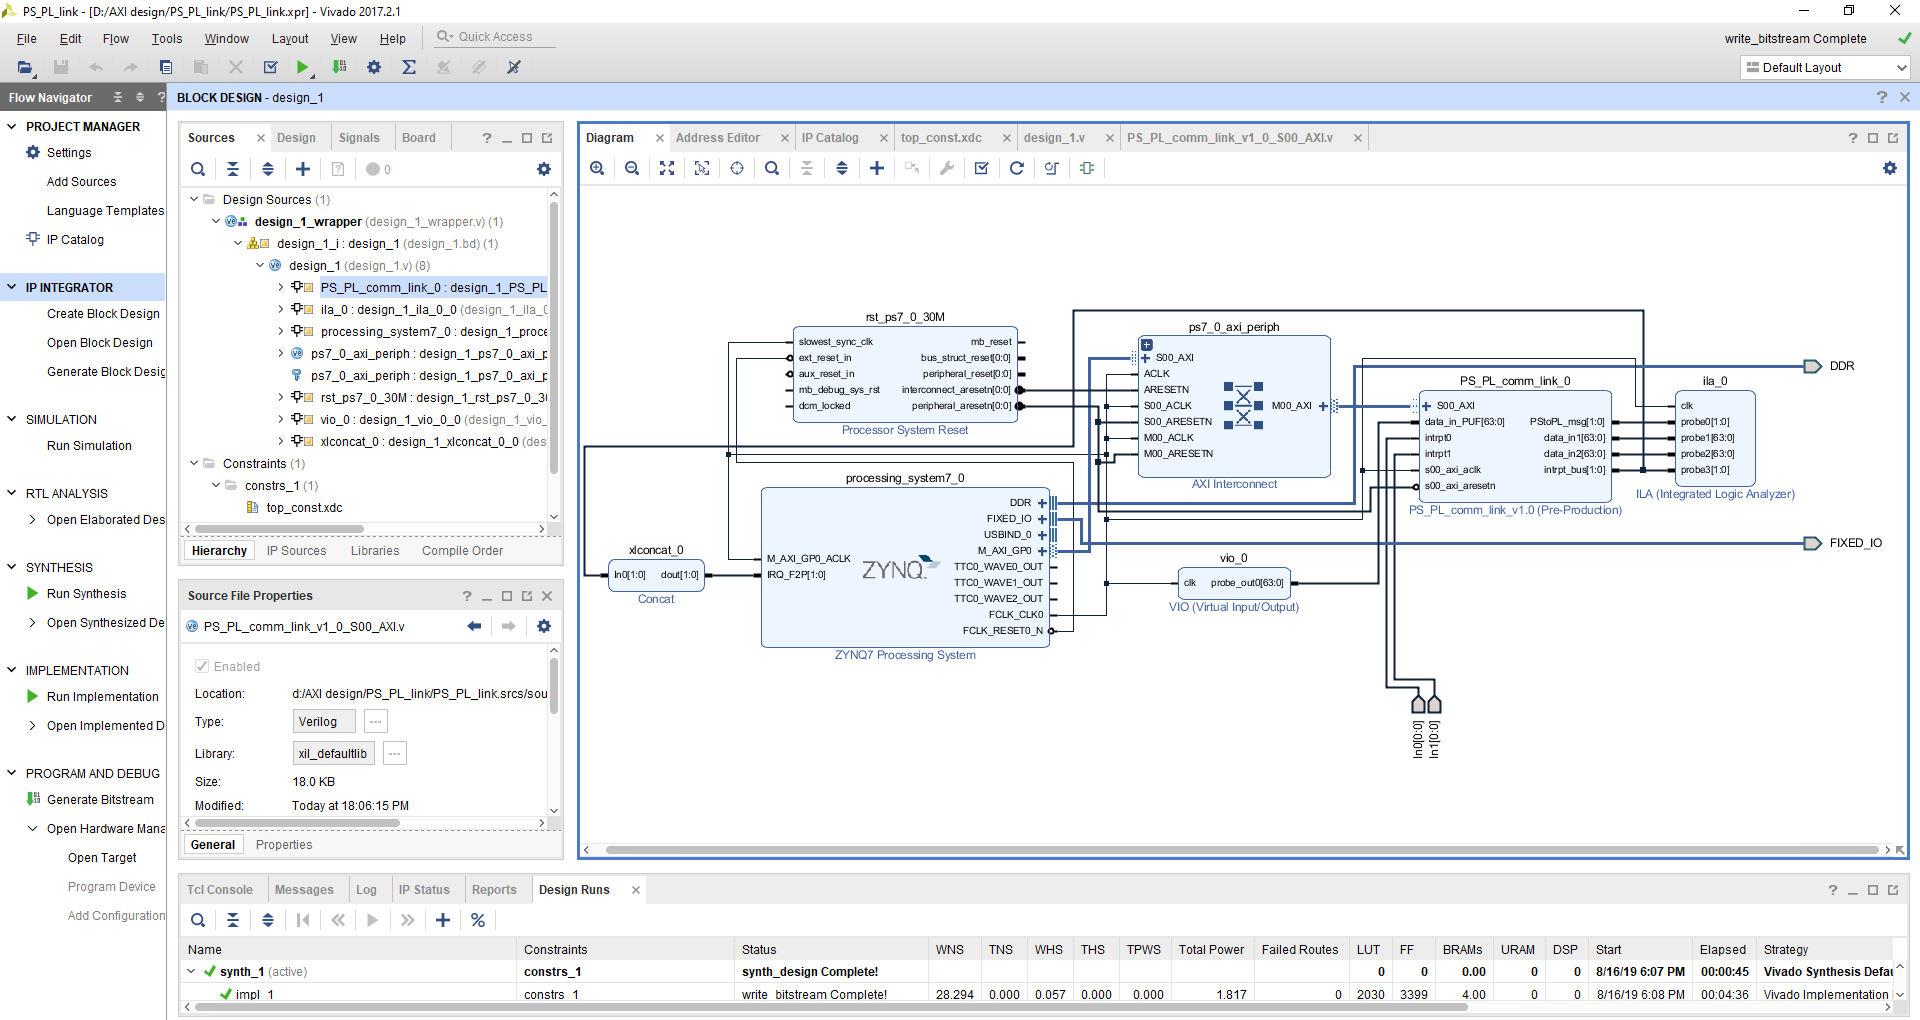 PS_PL_link - [D:/AXI design/PS_PL_link/PS_PL_link.xpr] - Vivado 2017.2.1
File Edit Flow Tools Window Layout View Help Quick Access
write_bitstream Complete
Default Layout
Flow Navigator
PROJECT MANAGER
Settings
Add Sources
Language Templates
IP Catalog
IP INTEGRATOR
Create Block Design
Open Block Design
Generate Block Desig
SIMULATION
Run Simulation
RTL ANALYSIS
Open Elaborated Des
SYNTHESIS
Run Synthesis
Open Synthesized De
IMPLEMENTATION
Run Implementation
Open Implemented D
PROGRAM AND DEBUG
Generate Bitstream
Open Hardware Mana
Open Target
Program Device
Add Configuration
BLOCK DESIGN - design_1
Sources Design Signals Board
0
Design Sources (1)
design_1_wrapper (design_1_wrapper.v) (1)
design_1_i : design_1 (design_1.bd) (1)
design_1 (design_1.v) (8)
PS_PL_comm_link_0 : design_1_PS_PL
ila_0 : design_1_ila_0_0 (design_1_ila_0
processing_system7_0 : design_1_proce
ps7_0_axi_periph : design_1_ps7_0_axi_p
ps7_0_axi_periph : design_1_ps7_0_axi_p
rst_ps7_0_30M : design_1_rst_ps7_0_30
vio_0 : design_1_vio_0_0 (design_1_vio_
xlconcat_0 : design_1_xlconcat_0_0 (des
Constraints (1)
constrs_1 (1)
top_const.xdc
Hierarchy IP Sources Libraries Compile Order
Source File Properties
PS_PL_comm_link_v1_0_S00_AXI.v
Enabled
Location: d:/AXI design/PS_PL_link/PS_PL_link.srcs/sou
Type: Verilog
Library: xil_defaultlib
Size: 18.0 KB
Modified: Today at 18:06:15 PM
General Properties
Diagram Address Editor IP Catalog top_const.xdc design_1.v PS_PL_comm_link_v1_0_S00_AXI.v
rst_ps7_0_30M
slowest_sync_clk
ext_reset_in
aux_reset_in
mb_debug_sys_rst
dcm_locked
mb_reset
bus_struct_reset[0:0]
peripheral_reset[0:0]
interconnect_aresetn[0:0]
peripheral_aresetn[0:0]
Processor System Reset
ps7_0_axi_periph
S00_AXI
ACLK
ARESETN
S00_ACLK
S00_ARESETN
M00_ACLK
M00_ARESETN
M00_AXI
AXI Interconnect
PS_PL_comm_link_0
S00_AXI
data_in_PUF[63:0]
intrpt0
intrpt1
s00_axi_aclk
s00_axi_aresetn
PStoPL_msg[1:0]
data_in1[63:0]
data_in2[63:0]
intrpt_bus[1:0]
PS_PL_comm_link_v1.0 (Pre-Production)
ila_0
clk
probe0[1:0]
probe1[63:0]
probe2[63:0]
probe3[1:0]
ILA (Integrated Logic Analyzer)
DDR
FIXED_IO
xlconcat_0
In0[1:0] dout[1:0]
Concat
processing_system7_0
M_AXI_GP0_ACLK
IRQ_F2P[1:0]
ZYNQ
DDR
FIXED_IO
USBIND_0
M_AXI_GP0
TTC0_WAVE0_OUT
TTC0_WAVE1_OUT
TTC0_WAVE2_OUT
FCLK_CLK0
FCLK_RESET0_N
ZYNQ7 Processing System
vio_0
clk probe_out0[63:0]
VIO (Virtual Input/Output)
In0[0:0]
In1[0:0]
Tcl Console Messages Log IP Status Reports Design Runs
Name Constraints Status WNS TNS WHS THS TPWS Total Power Failed Routes LUT FF BRAMs URAM DSP Start Elapsed Strategy
synth_1 (active) constrs_1 synth_design Complete! 0 0 0.00 0 0 8/16/19 6:07 PM 00:00:45 Vivado Synthesis Defau
impl_1 constrs_1 write_bitstream Complete! 28.294 0.000 0.057 0.000 0.000 1.817 0 2030 3399 4.00 0 0 8/16/19 6:08 PM 00:04:36 Vivado Implementation